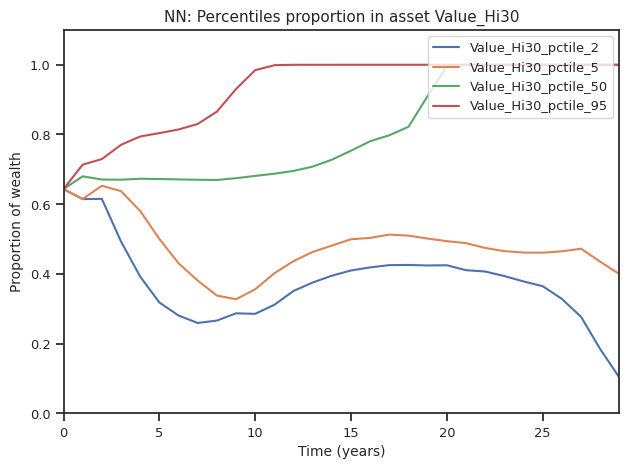 NN: Percentiles proportion in asset Value_Hi30
Value_Hi30_pctile_2
Value_Hi30_pctile_5
Value_Hi30_pctile_50
Value_Hi30_pctile_95
Proportion of wealth
1.0
0.8
0.6
0.4
0.2
0.0
0 5 10 15 20 25
Time (years)